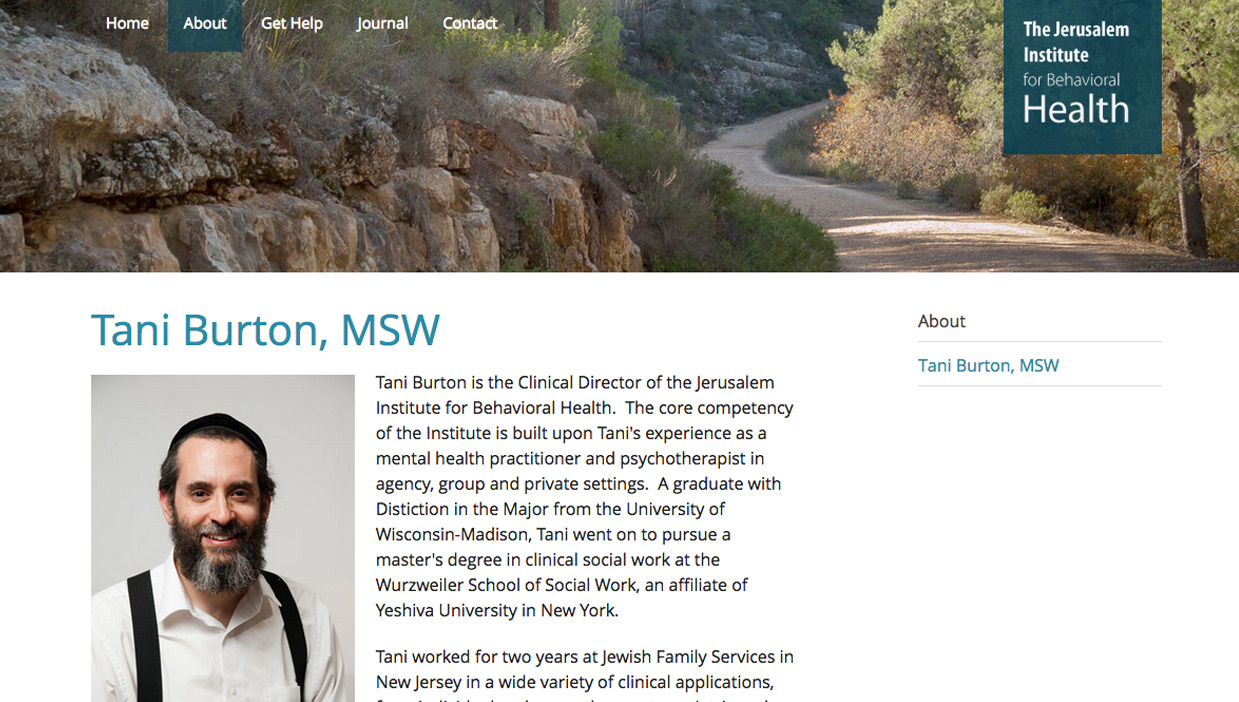 Home About Get Help Journal Contact
The Jerusalem
Institute
for Behavioral
Health
Tani Burton, MSW
Tani Burton is the Clinical Director of the Jerusalem
Institute for Behavioral Health.  The core competency
of the Institute is built upon Tani's experience as a
mental health practitioner and psychotherapist in
agency, group and private settings.  A graduate with
Distiction in the Major from the University of
Wisconsin-Madison, Tani went on to pursue a
master's degree in clinical social work at the
Wurzweiler School of Social Work, an affiliate of
Yeshiva University in New York.
Tani worked for two years at Jewish Family Services in
New Jersey in a wide variety of clinical applications,
About
Tani Burton, MSW